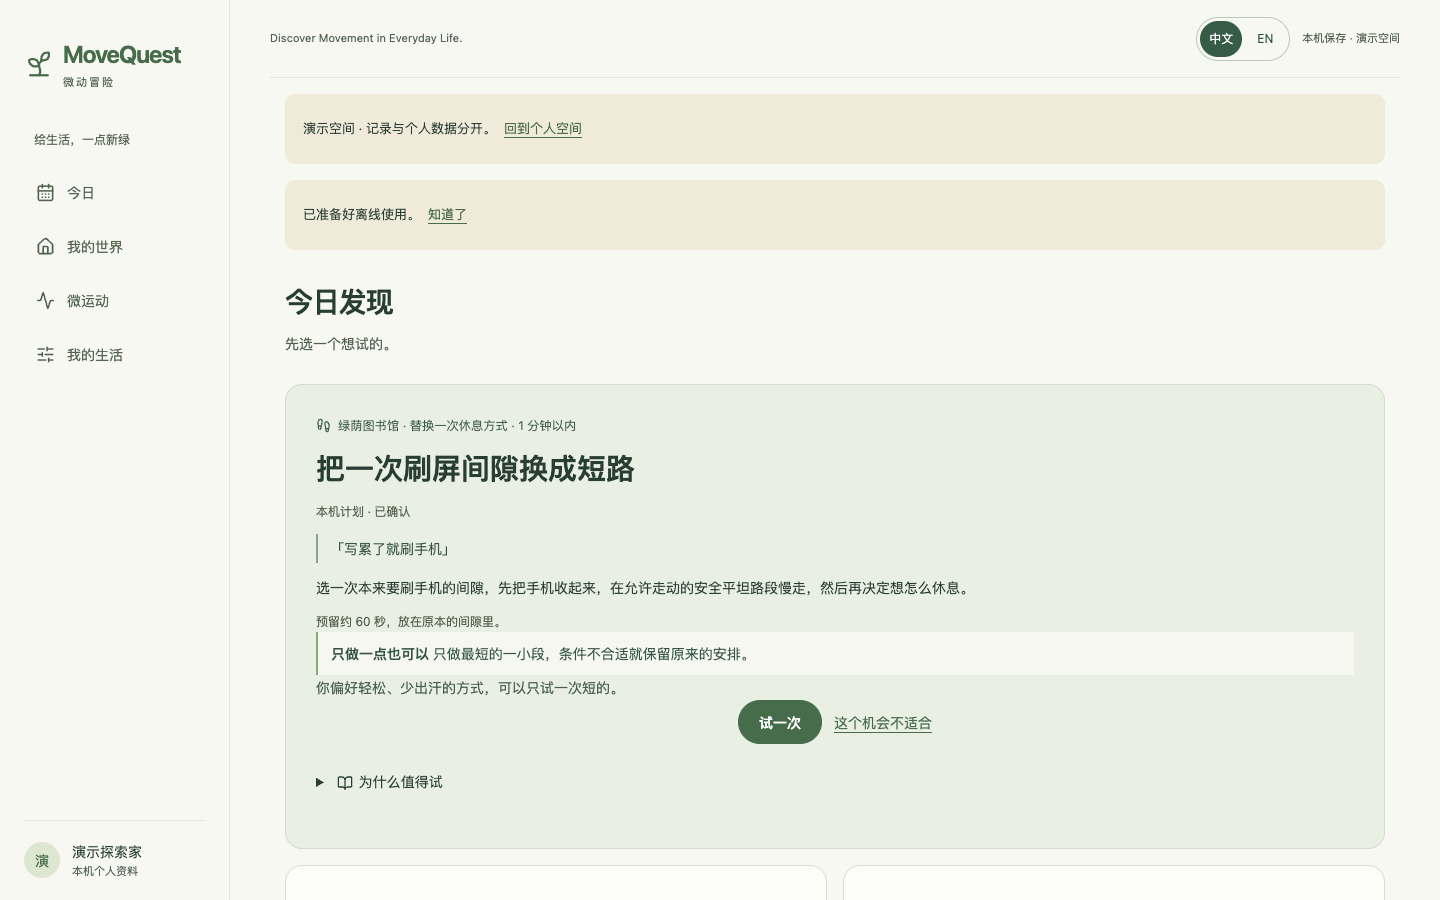 MoveQuest
微动冒险
给生活，一点新绿
今日
我的世界
微运动
我的生活
演
演示探索家
本机个人资料
Discover Movement in Everyday Life.
中文
EN
本机保存 · 演示空间
演示空间 · 记录与个人数据分开。 回到个人空间
已准备好离线使用。 知道了
今日发现
先选一个想试的。
绿荫图书馆 · 替换一次休息方式 · 1 分钟以内
把一次刷屏间隙换成短路
本机计划 · 已确认
「写累了就刷手机」
选一次本来要刷手机的间隙，先把手机收起来，在允许走动的安全平坦路段慢走，然后再决定想怎么休息。
预留约 60 秒，放在原本的间隙里。
只做一点也可以 只做最短的一小段，条件不合适就保留原来的安排。
你偏好轻松、少出汗的方式，可以只试一次短的。
试一次
这个机会不适合
为什么值得试